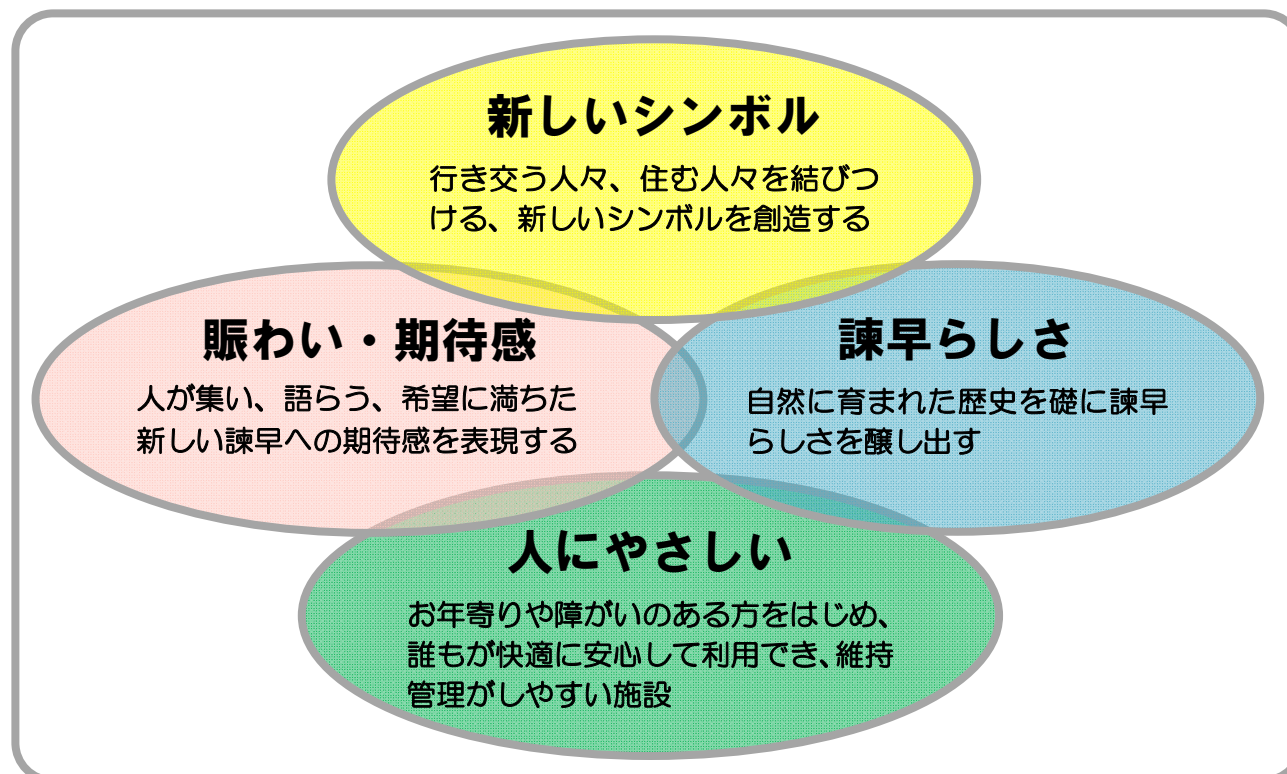 新しいシンボル
行き交う人々、住む人々を結びつ
ける、新しいシンボルを創造する
賑わい・期待感
人が集い、語らう、希望に満ちた
新しい諫早への期待感を表現する
諫早らしさ
自然に育まれた歴史を礎に諫早
らしさを醸し出す
人にやさしい
お年寄りや障がいのある方をはじめ、
誰もが快適に安心して利用でき、維持
管理がしやすい施設